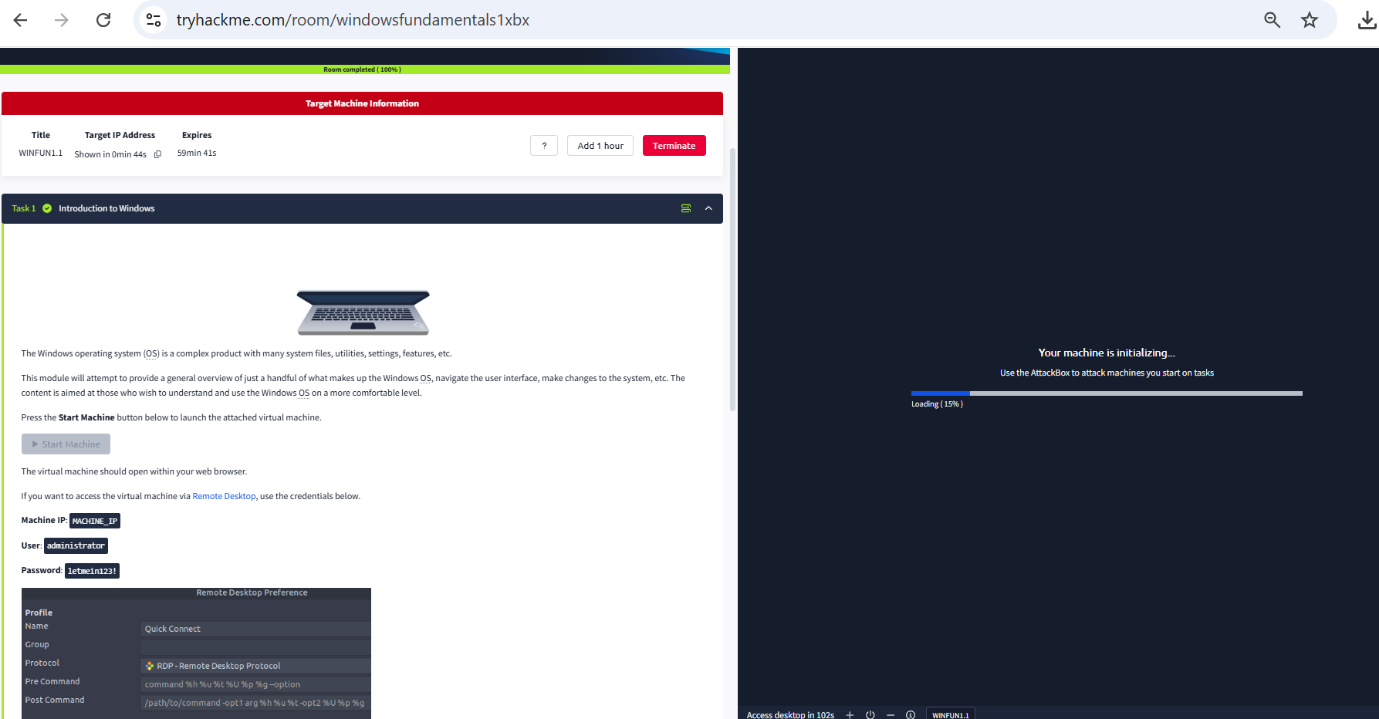 tryhackme.com/room/windowsfundamentals1xbx
Room completed ( 100% )
Target Machine Information
Title Target IP Address Expires
WINFUN1.1 Shown in 0min 44s 59min 41s
? Add 1 hour Terminate
Task 1 Introduction to Windows
The Windows operating system (OS) is a complex product with many system files, utilities, settings, features, etc.
This module will attempt to provide a general overview of just a handful of what makes up the Windows OS, navigate the user interface, make changes to the system, etc. The
content is aimed at those who wish to understand and use the Windows OS on a more comfortable level.
Press the Start Machine button below to launch the attached virtual machine.
Start Machine
The virtual machine should open within your web browser.
If you want to access the virtual machine via Remote Desktop, use the credentials below.
Machine IP: MACHINE_IP
User: administrator
Password: letmein123!
Remote Desktop Preference
Profile
Name Quick Connect
Group
Protocol RDP - Remote Desktop Protocol
Pre Command command %h %u %t %U %p %g --option
Post Command /path/to/command -opt1 arg %h %u %t -opt2 %U %p %g
Your machine is initializing...
Use the AttackBox to attack machines you start on tasks
Loading ( 15% )
Access desktop in 102s WINFUN1.1